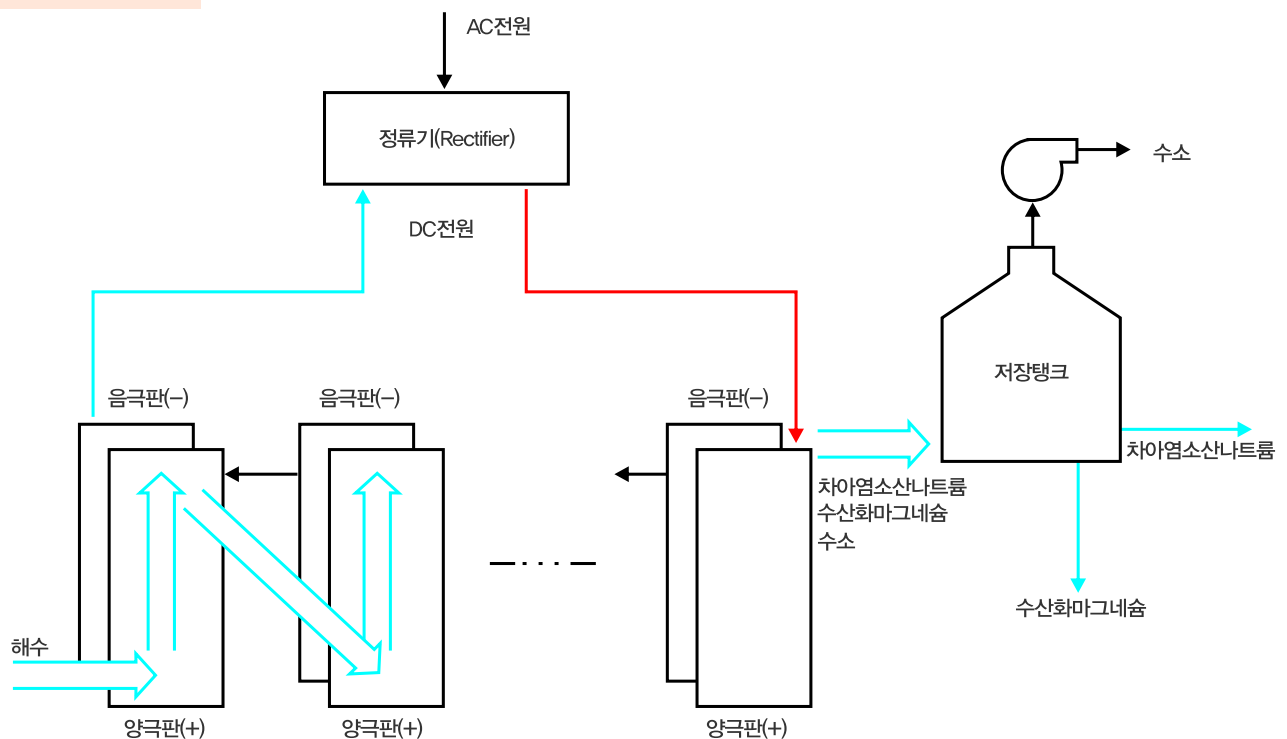 AC전원
정류기(Rectifier)
수소
DC전원
저장탱크
음극판(−)
음극판(−)
음극판(−)
차아염소산나트륨
차아염소산나트륨
수산화마그네슘
수소
수산화마그네슘
해수
양극판(+)
양극판(+)
양극판(+)